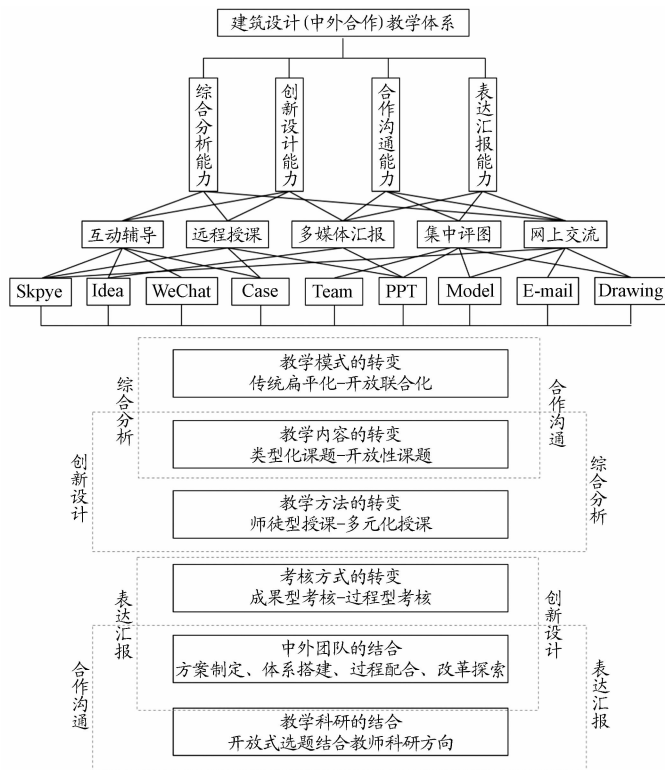 建筑设计(中外合作)教学体系
综合分析能力
创新设计能力
合作沟通能力
表达汇报能力
互动辅导
远程授课
多媒体汇报
集中评图
网上交流
Skpye
Idea
WeChat
Case
Team
PPT
Model
E-mail
Drawing
综合分析
教学模式的转变
传统扁平化–开放联合化
合作沟通
创新设计
教学内容的转变
类型化课题–开放性课题
综合分析
教学方法的转变
师徒型授课–多元化授课
表达汇报
考核方式的转变
成果型考核–过程型考核
创新设计
合作沟通
中外团队的结合
方案制定、体系搭建、过程配合、改革探索
表达汇报
教学科研的结合
开放式选题结合教师科研方向